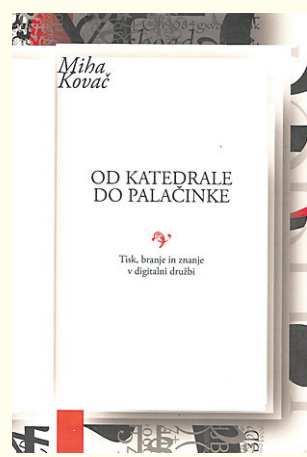 Miha
Kovač
OD KATEDRALE
DO PALAČINKE
Tisk, branje in znanje
v digitalni družbi